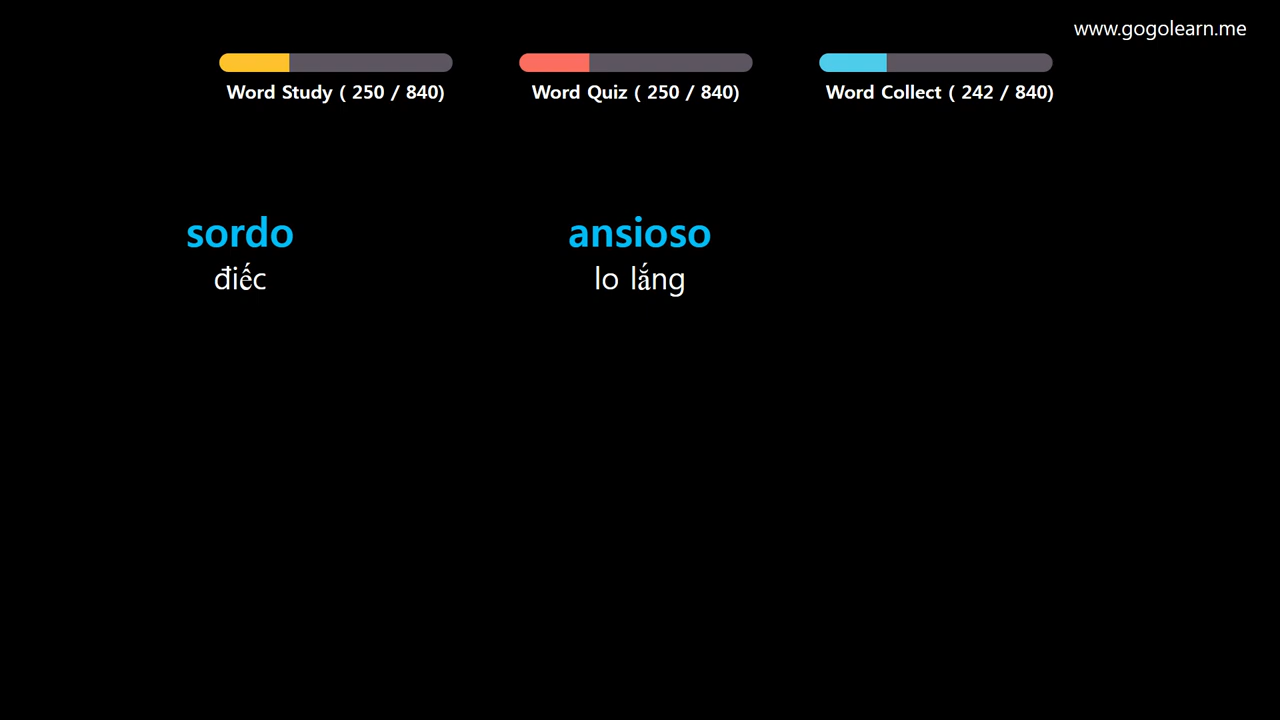 www.gogolearn.me
Word Study ( 250 / 840)
Word Quiz ( 250 / 840)
Word Collect ( 242 / 840)
sordo
điếc
ansioso
lo lắng